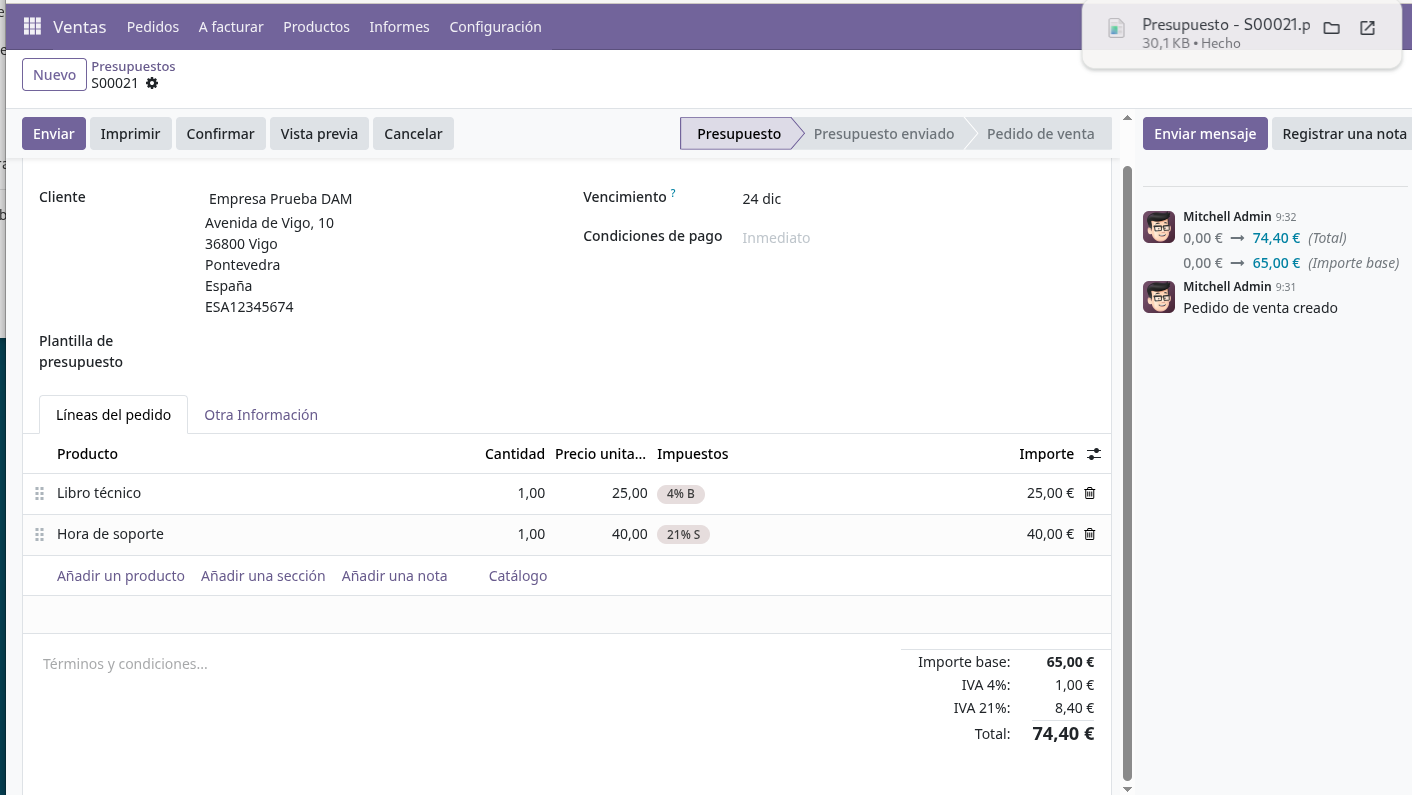 Ventas Pedidos A facturar Productos Informes Configuración
Presupuesto - S00021.p
30,1 KB • Hecho
Nuevo
Presupuestos
S00021
Enviar Imprimir Confirmar Vista previa Cancelar
Presupuesto Presupuesto enviado Pedido de venta
Enviar mensaje Registrar una nota
Cliente
Empresa Prueba DAM
Avenida de Vigo, 10
36800 Vigo
Pontevedra
España
ESA12345674
Vencimiento ?
24 dic
Condiciones de pago
Inmediato
Plantilla de
presupuesto
Mitchell Admin 9:32
0,00 € → 74,40 € (Total)
0,00 € → 65,00 € (Importe base)
Mitchell Admin 9:31
Pedido de venta creado
Líneas del pedido Otra Información
Producto Cantidad Precio unita... Impuestos Importe
Libro técnico 1,00 25,00 4% B 25,00 €
Hora de soporte 1,00 40,00 21% S 40,00 €
Añadir un producto Añadir una sección Añadir una nota Catálogo
Términos y condiciones...
Importe base: 65,00 €
IVA 4%: 1,00 €
IVA 21%: 8,40 €
Total: 74,40 €